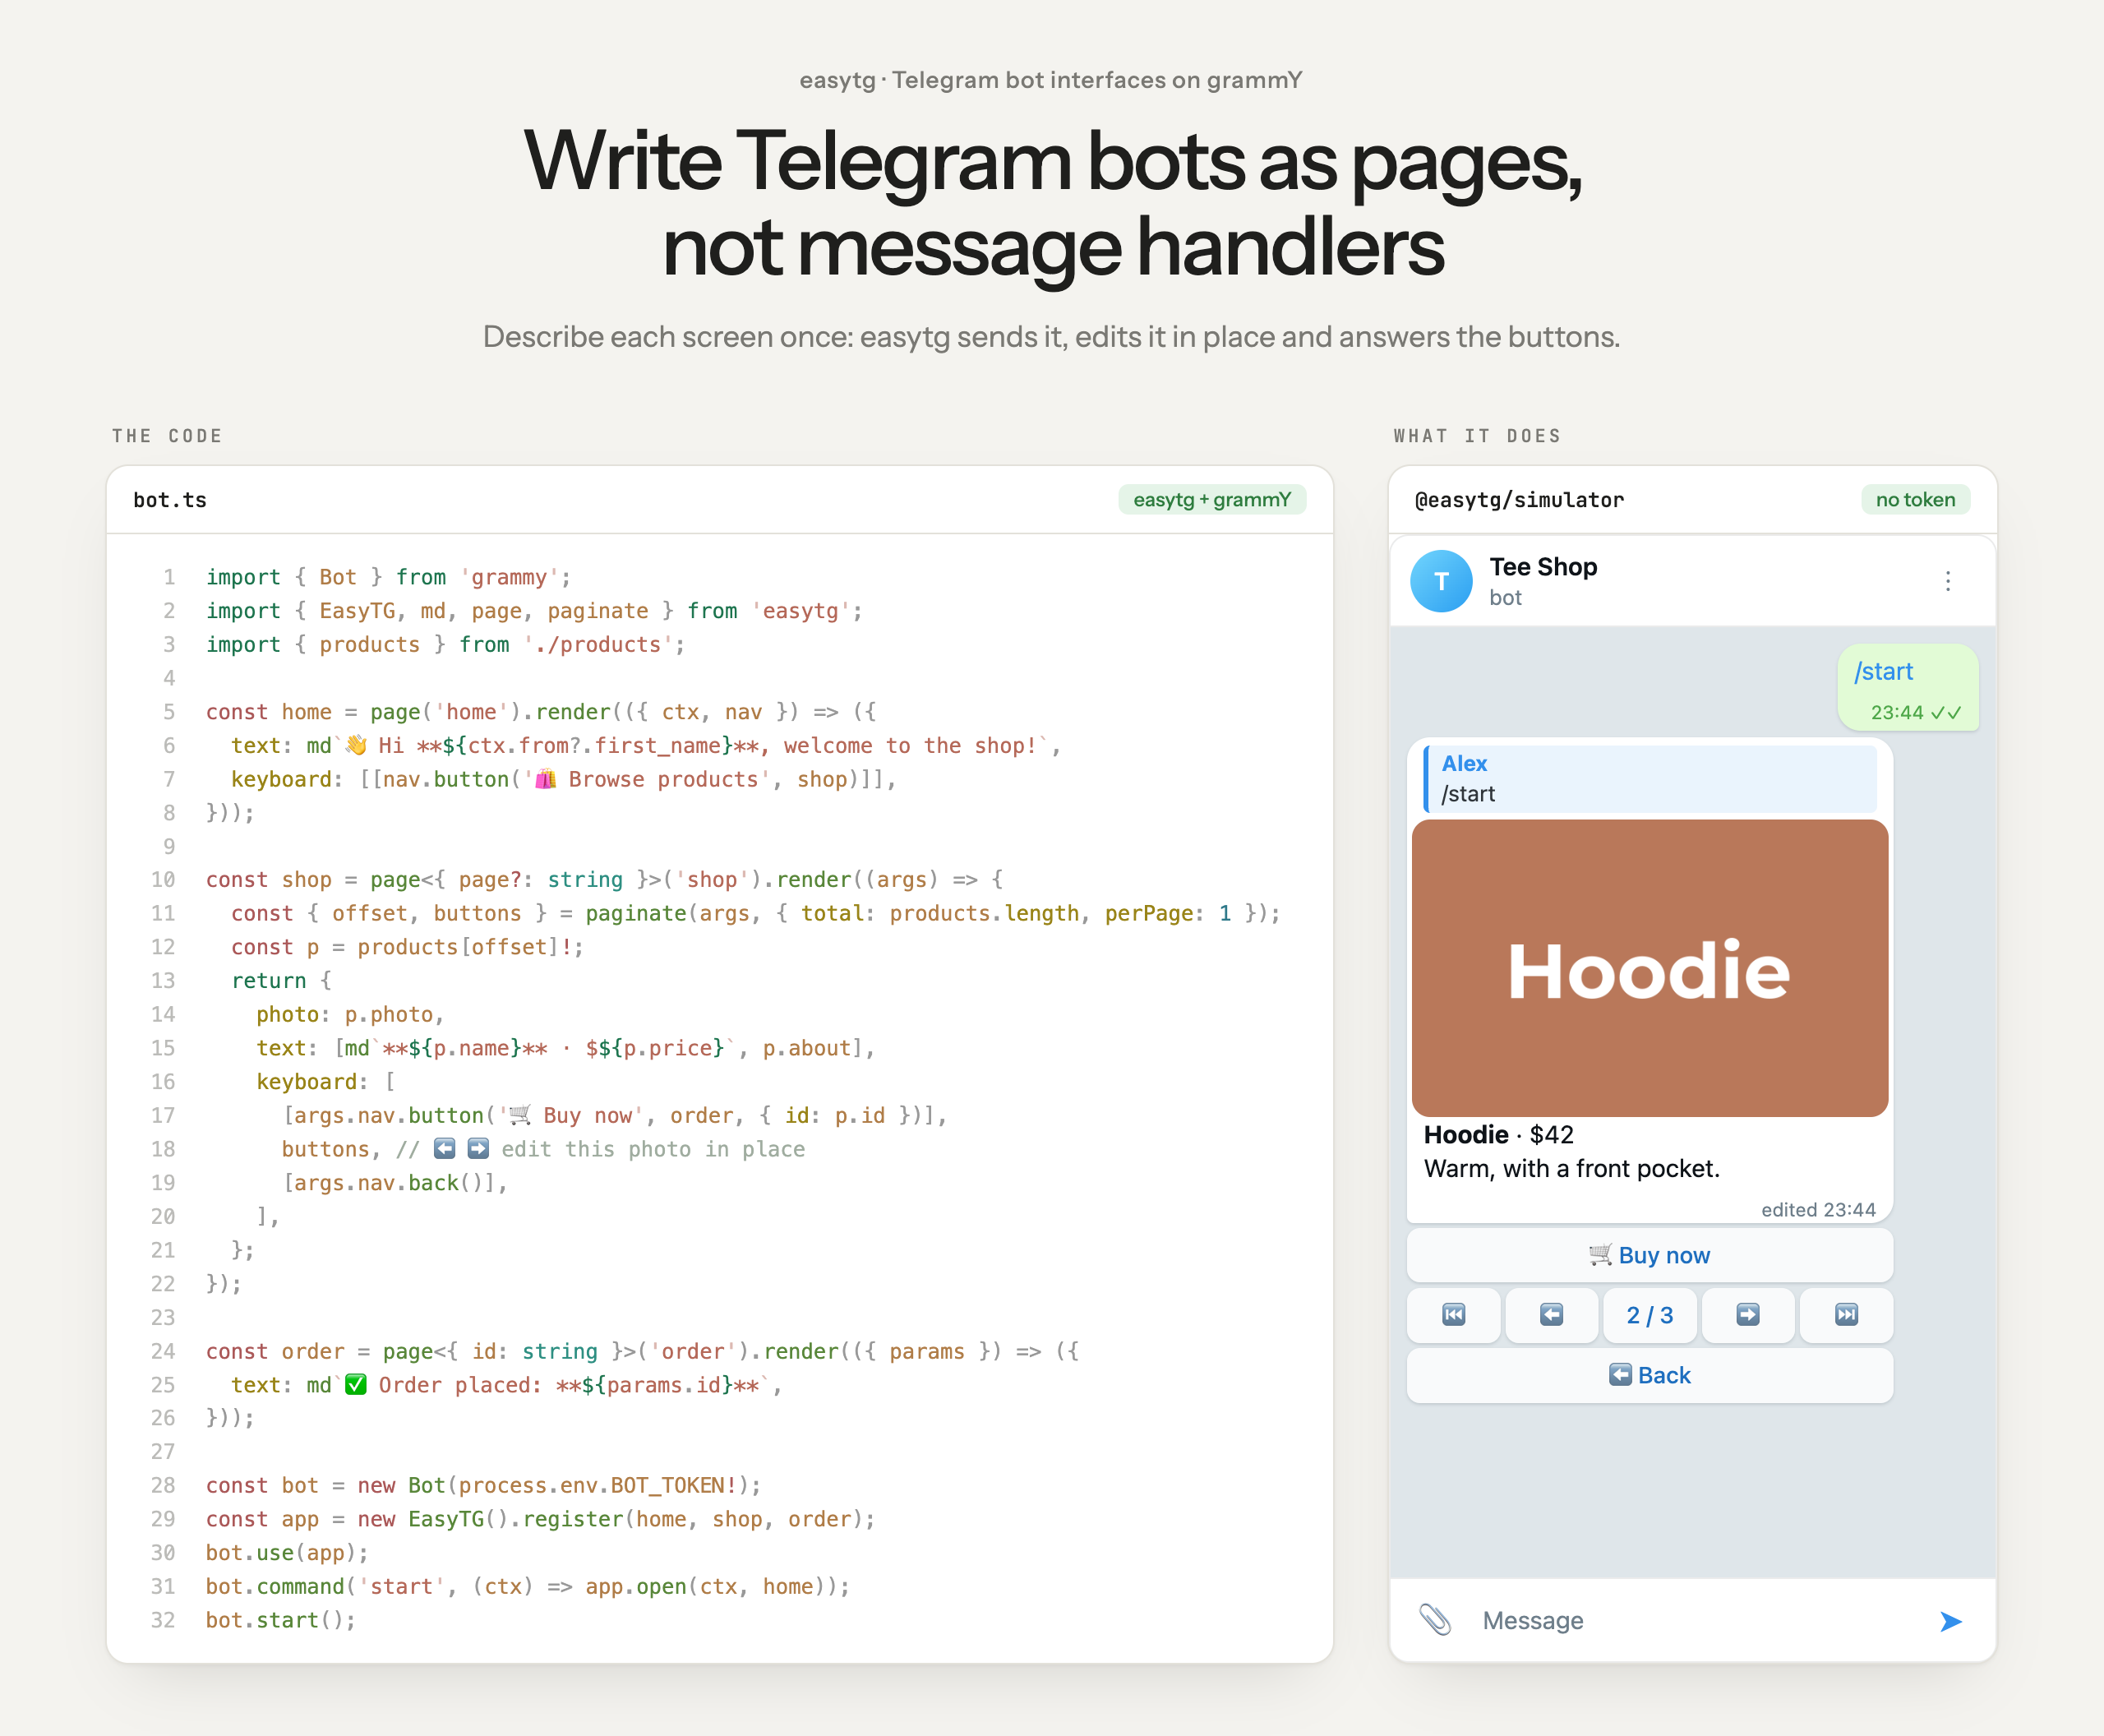 easytg · Telegram bot interfaces on grammY
Write Telegram bots as pages,
not message handlers
Describe each screen once: easytg sends it, edits it in place and answers the buttons.
THE CODE
bot.ts
easytg + grammY
1 import { Bot } from 'grammy';
2 import { EasyTG, md, page, paginate } from 'easytg';
3 import { products } from './products';
4
5 const home = page('home').render(({ ctx, nav }) => ({
6   text: md`👋 Hi **${ctx.from?.first_name}**, welcome to the shop!`,
7   keyboard: [[nav.button('🛍️ Browse products', shop)]],
8 }));
9
10 const shop = page<{ page?: string }>('shop').render((args) => {
11   const { offset, buttons } = paginate(args, { total: products.length, perPage: 1 });
12   const p = products[offset]!;
13   return {
14     photo: p.photo,
15     text: [md`**${p.name}** · $${p.price}`, p.about],
16     keyboard: [
17       [args.nav.button('🛒 Buy now', order, { id: p.id })],
18       buttons, // ⬅️ ➡️ edit this photo in place
19       [args.nav.back()],
20     ],
21   };
22 });
23
24 const order = page<{ id: string }>('order').render(({ params }) => ({
25   text: md`✅ Order placed: **${params.id}**`,
26 }));
27
28 const bot = new Bot(process.env.BOT_TOKEN!);
29 const app = new EasyTG().register(home, shop, order);
30 bot.use(app);
31 bot.command('start', (ctx) => app.open(ctx, home));
32 bot.start();
WHAT IT DOES
@easytg/simulator
no token
T
Tee Shop
bot
/start
23:44 ✓✓
Alex
/start
Hoodie
Hoodie · $42
Warm, with a front pocket.
edited 23:44
🛒 Buy now
⏮️ ⬅️ 2 / 3 ➡️ ⏭️
⬅️ Back
Message